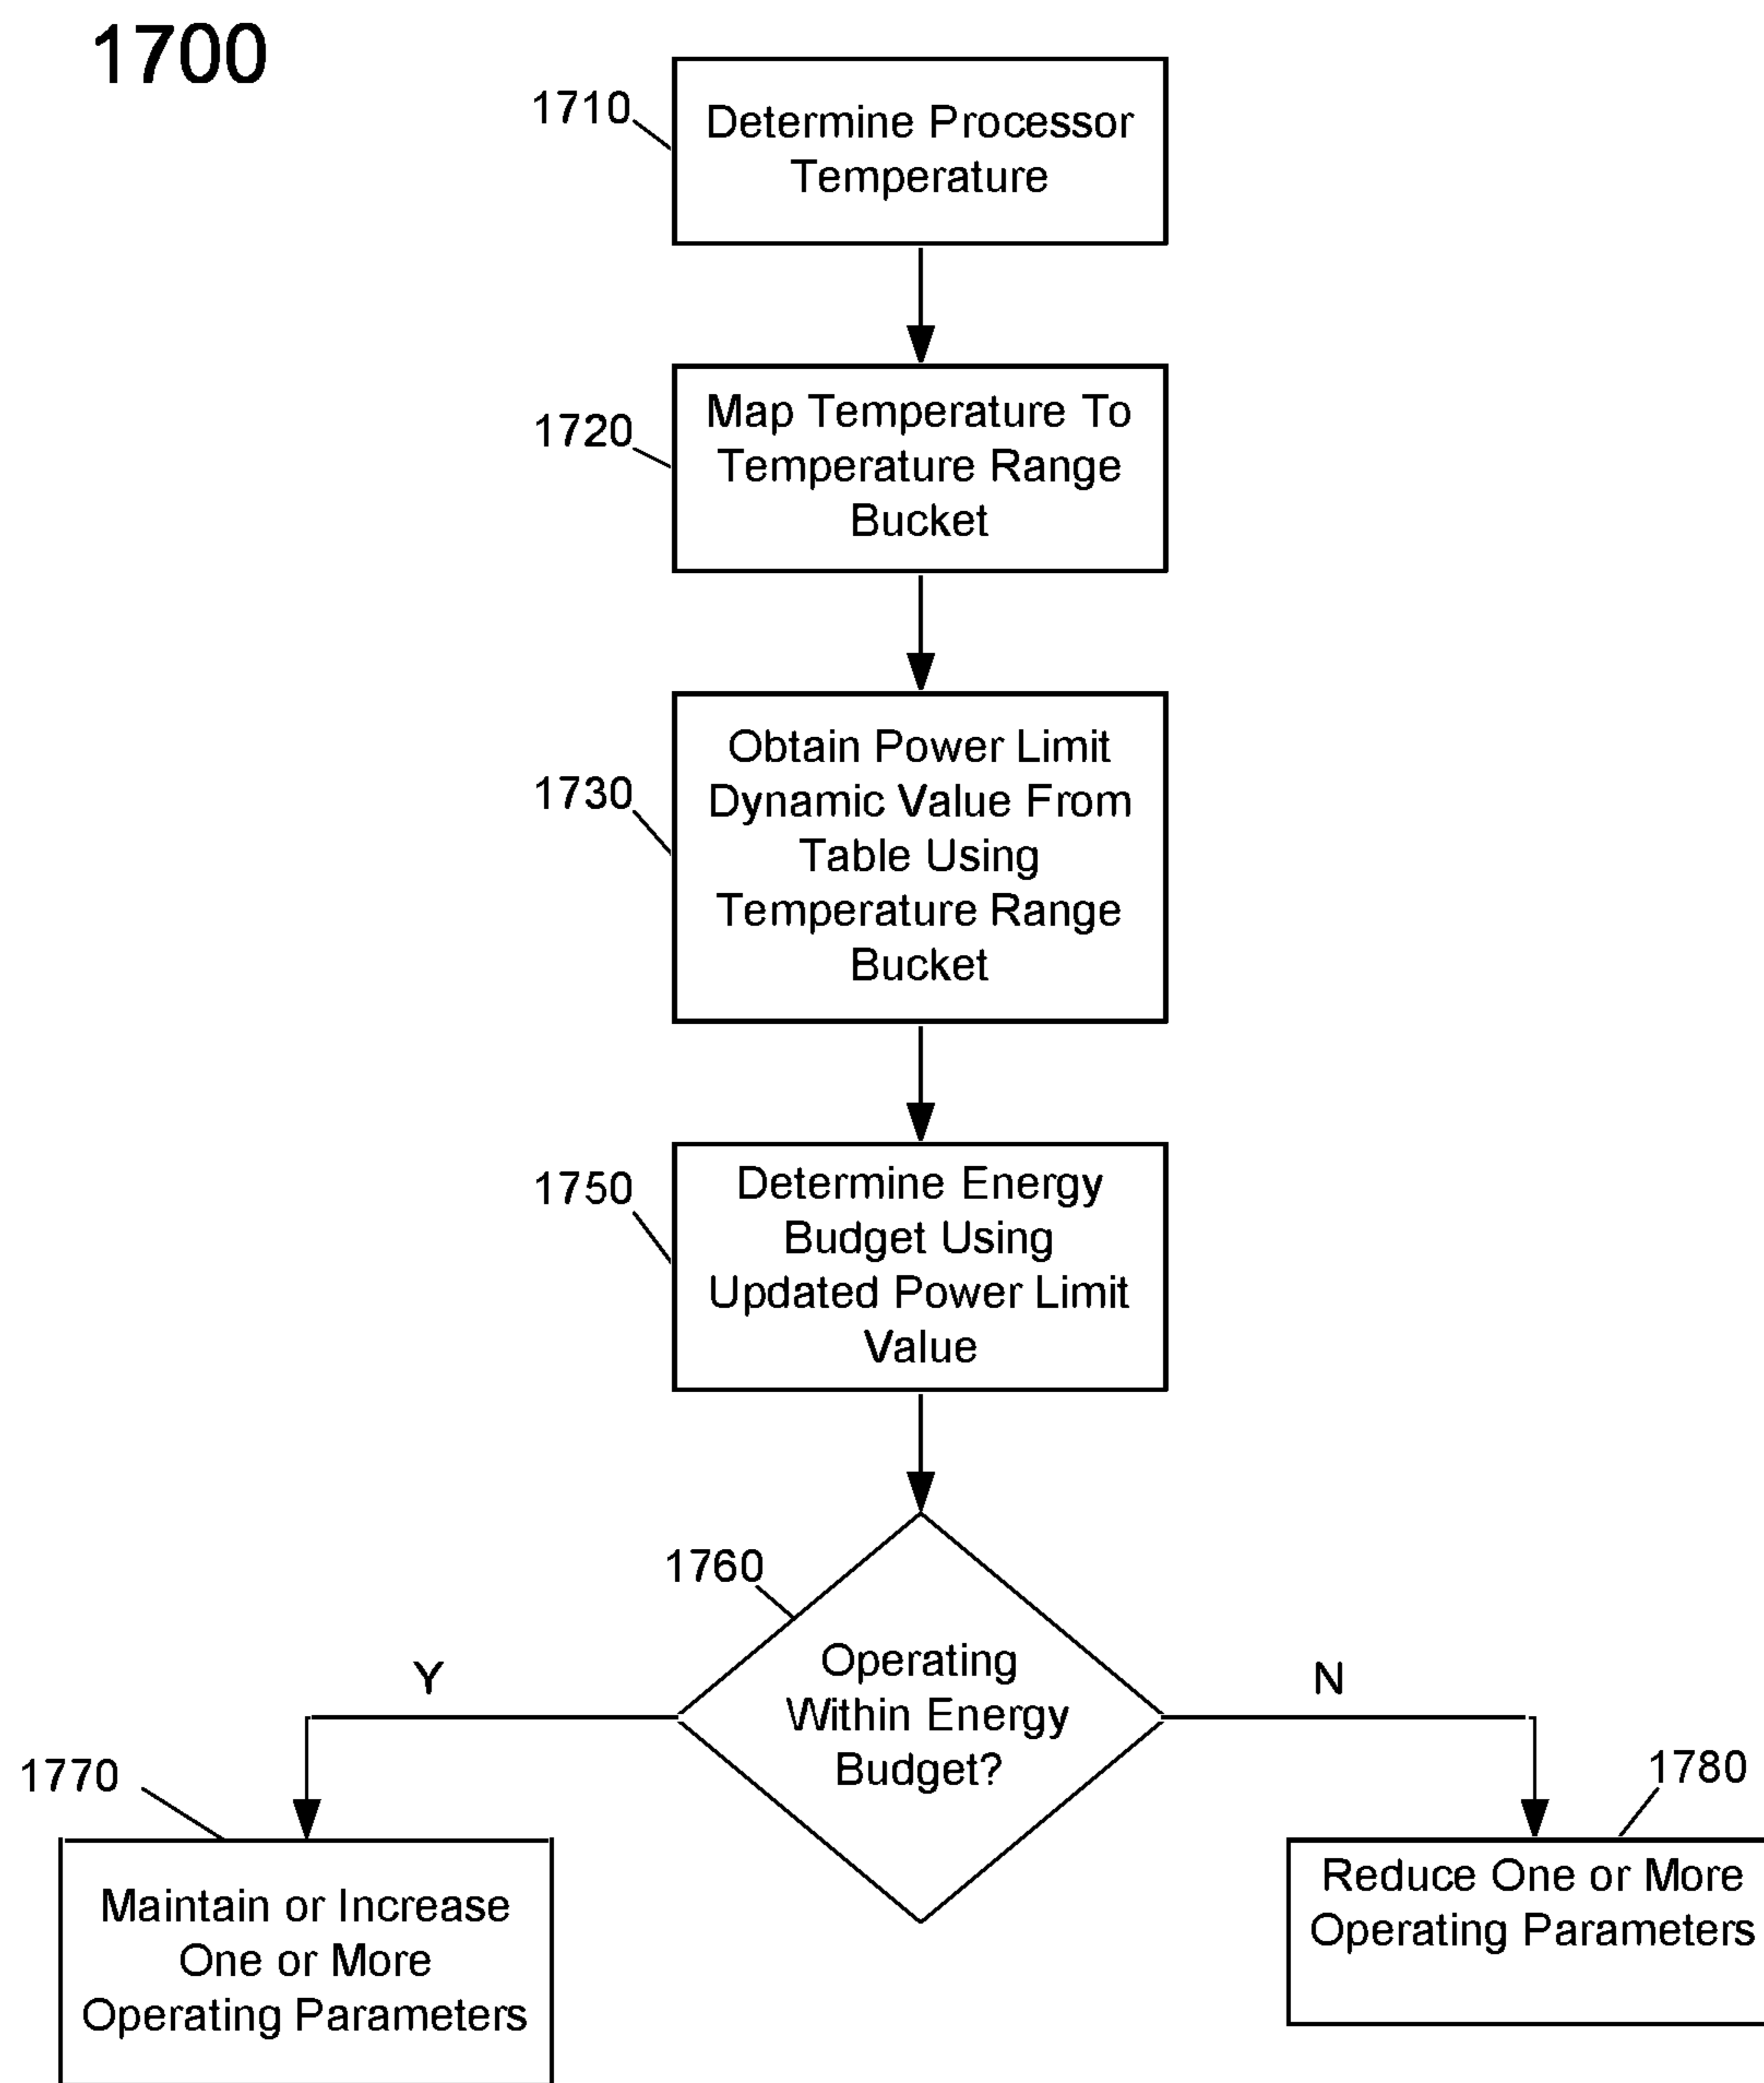 1700
1710
Determine Processor
Temperature
1720
Map Temperature To
Temperature Range
Bucket
1730
Obtain Power Limit
Dynamic Value From
Table Using
Temperature Range
Bucket
1750
Determine Energy
Budget Using
Updated Power Limit
Value
1760
Operating
Within Energy
Budget?
Y
N
1770
Maintain or Increase
One or More
Operating Parameters
1780
Reduce One or More
Operating Parameters